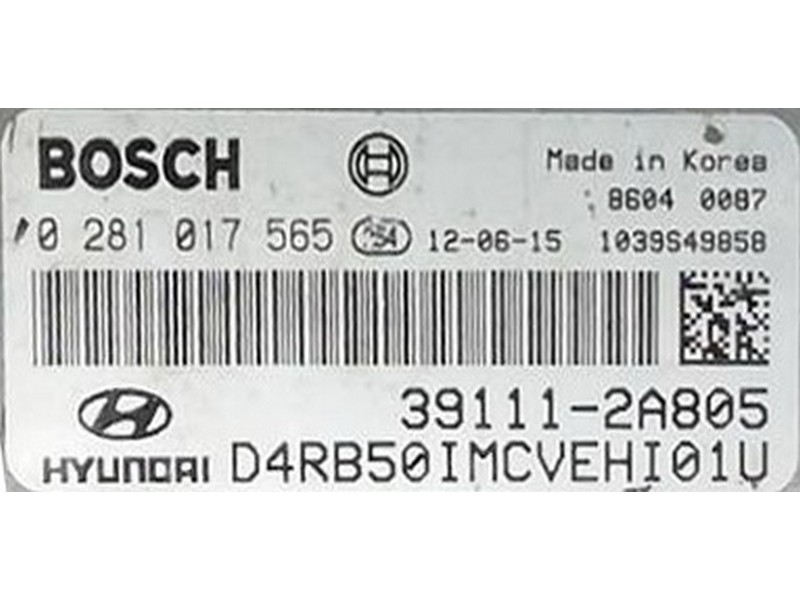 BOSCH
Made in Korea
8604 0087
0 281 017 565 12-06-15 1039S49858
39111-2A805
HYUNDAI D4RB50IMCVEHI01U